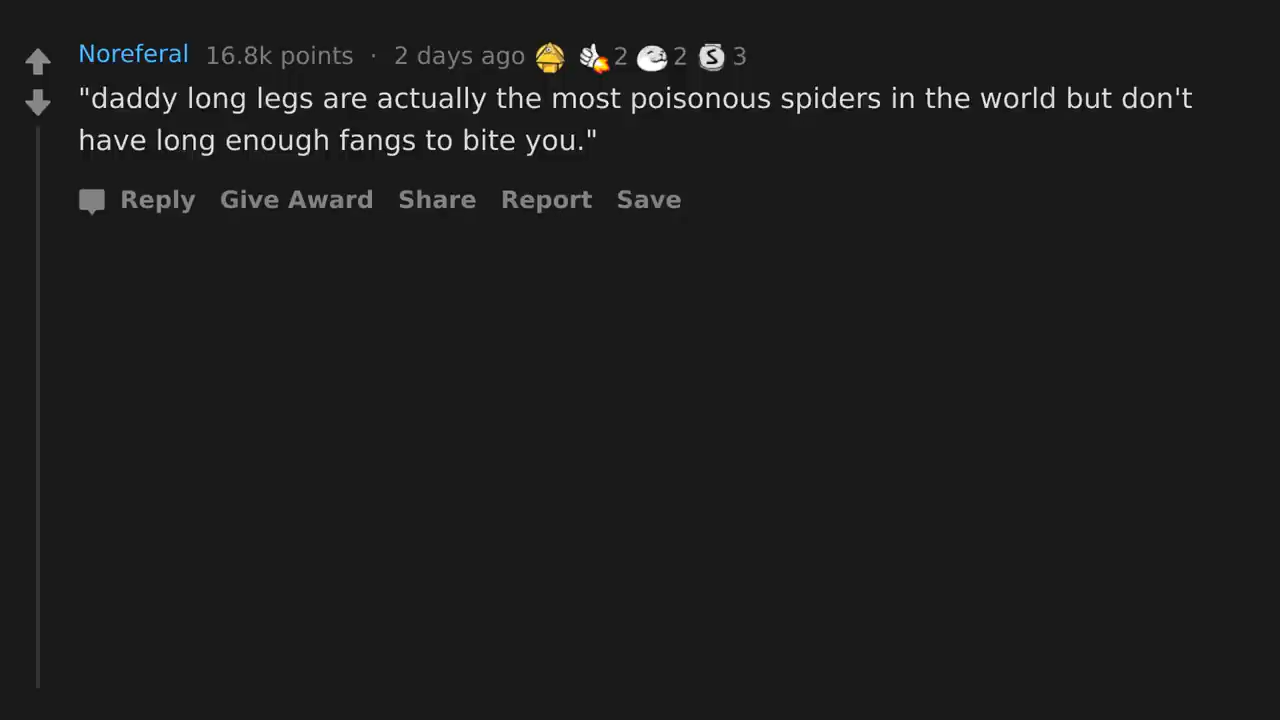 Noreferal 16.8k points · 2 days ago 2 2 S 3
"daddy long legs are actually the most poisonous spiders in the world but don't
have long enough fangs to bite you."
Reply Give Award Share Report Save